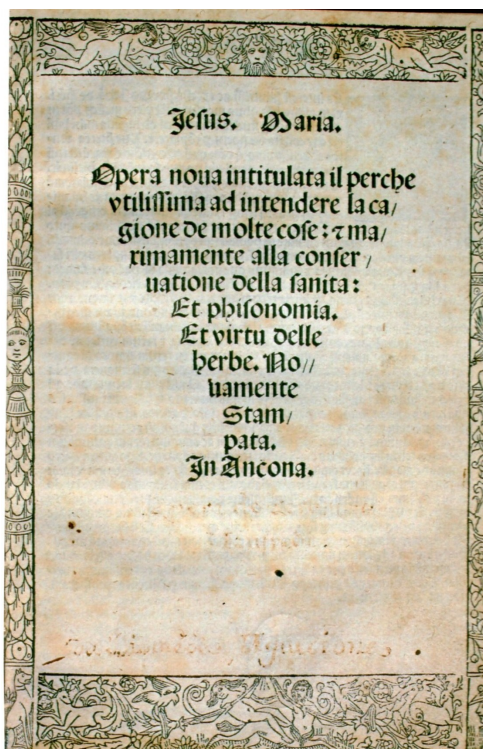 Jesus. Maria.
Opera noua intitulata il perche
vtilissima ad intendere la ca/
gione de molte cose: ⁊ ma/
ximamente alla conser/
uatione della sanita:
Et phisonomia.
Et virtu delle
herbe. No//
uamente
Stam/
pata.
In Ancona.